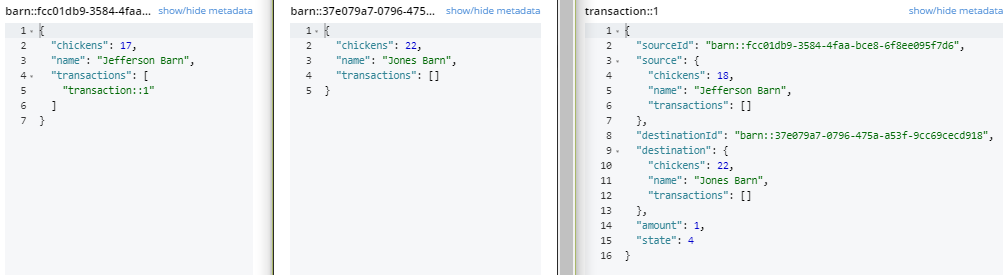 barn::fcc01db9-3584-4faa... show/hide metadata
1 {
2 "chickens": 17,
3 "name": "Jefferson Barn",
4 "transactions": [
5 "transaction::1"
6 ]
7 }
barn::37e079a7-0796-475... show/hide metadata
1 {
2 "chickens": 22,
3 "name": "Jones Barn",
4 "transactions": []
5 }
transaction::1 show/hide metadata
1 {
2 "sourceId": "barn::fcc01db9-3584-4faa-bce8-6f8ee095f7d6",
3 "source": {
4 "chickens": 18,
5 "name": "Jefferson Barn",
6 "transactions": []
7 },
8 "destinationId": "barn::37e079a7-0796-475a-a53f-9cc69cecd918",
9 "destination": {
10 "chickens": 22,
11 "name": "Jones Barn",
12 "transactions": []
13 },
14 "amount": 1,
15 "state": 4
16 }